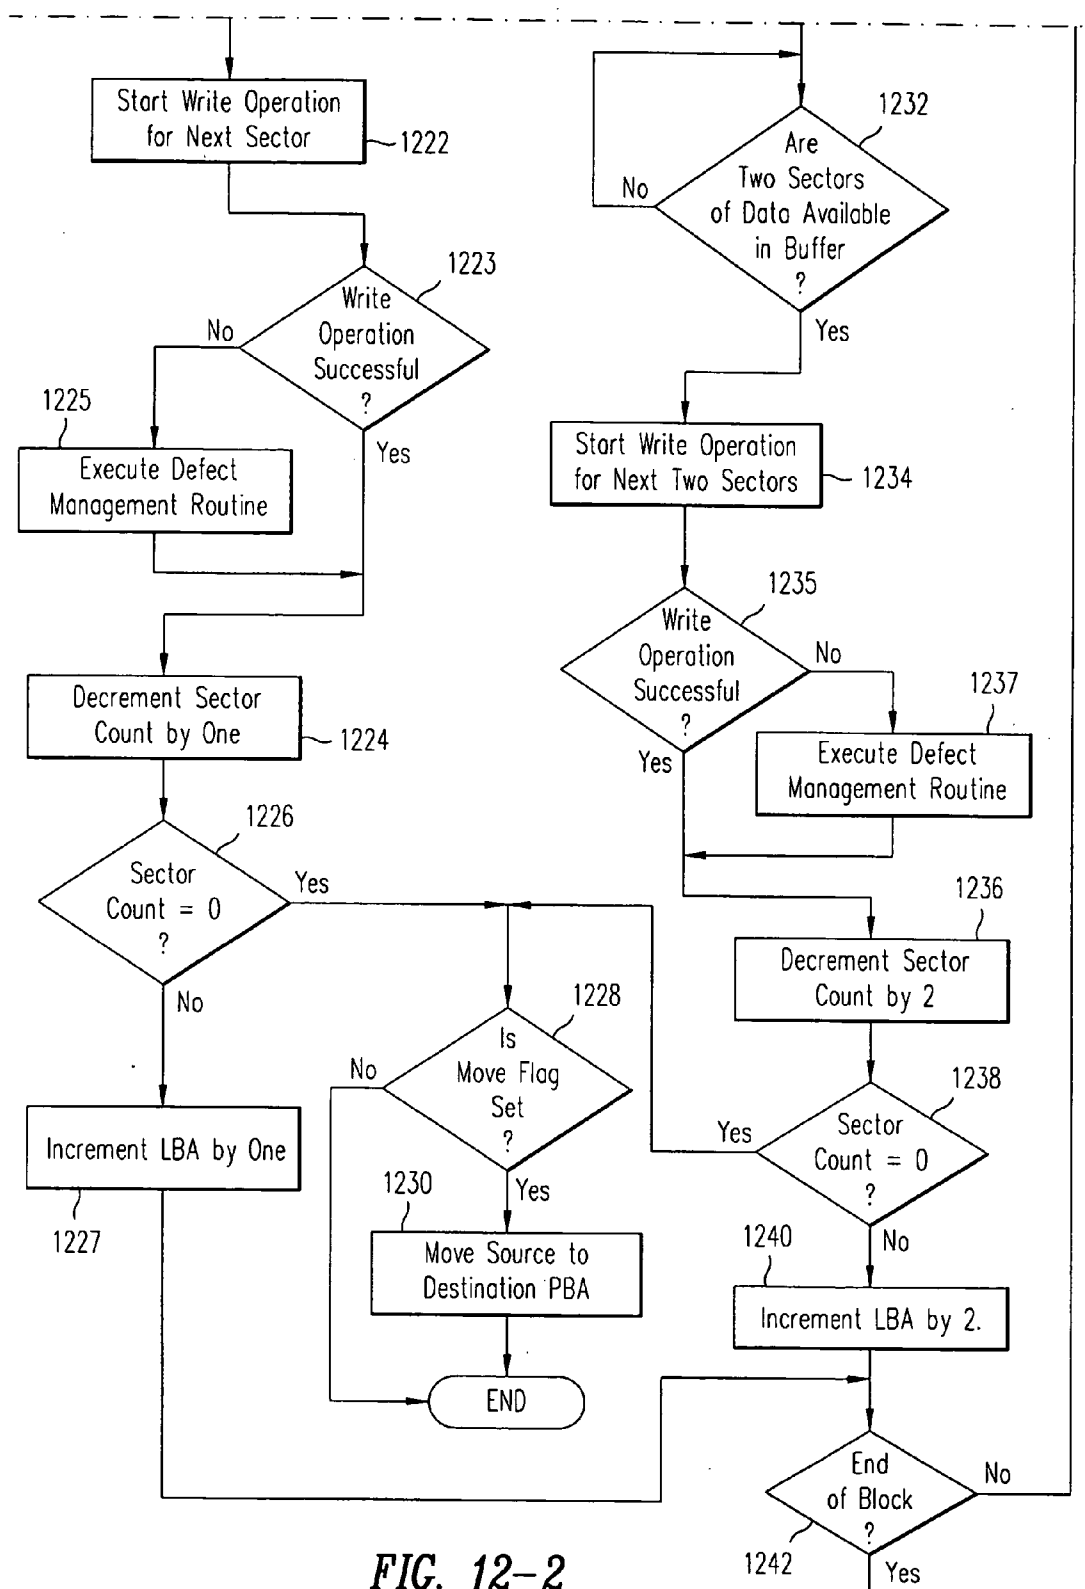 Start Write Operation
for Next Sector
1222
Write
Operation
Successful
?
1223
No
Yes
1225
Execute Defect
Management Routine
Decrement Sector
Count by One
1224
Sector
Count = 0
?
1226
Yes
No
Increment LBA by One
1227
Is
Move Flag
Set
?
1228
No
Yes
1230
Move Source to
Destination PBA
END
Are
Two Sectors
of Data Available
in Buffer
?
1232
No
Yes
Start Write Operation
for Next Two Sectors
1234
Write
Operation
Successful
?
1235
No
Yes
1237
Execute Defect
Management Routine
1236
Decrement Sector
Count by 2
Sector
Count = 0
?
1238
Yes
No
1240
Increment LBA by 2.
End
of Block
?
1242
No
Yes
FIG. 12-2